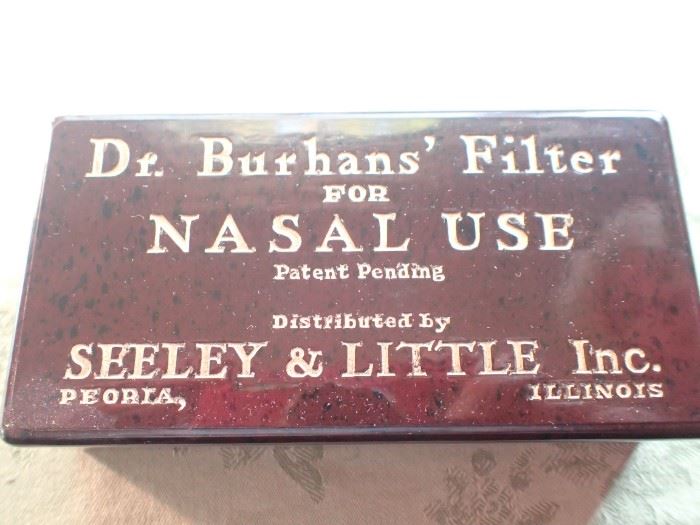 Dr. Burhans' Filter
FOR
NASAL USE
Patent Pending
Distributed by
SEELEY & LITTLE Inc.
PEORIA, ILLINOIS